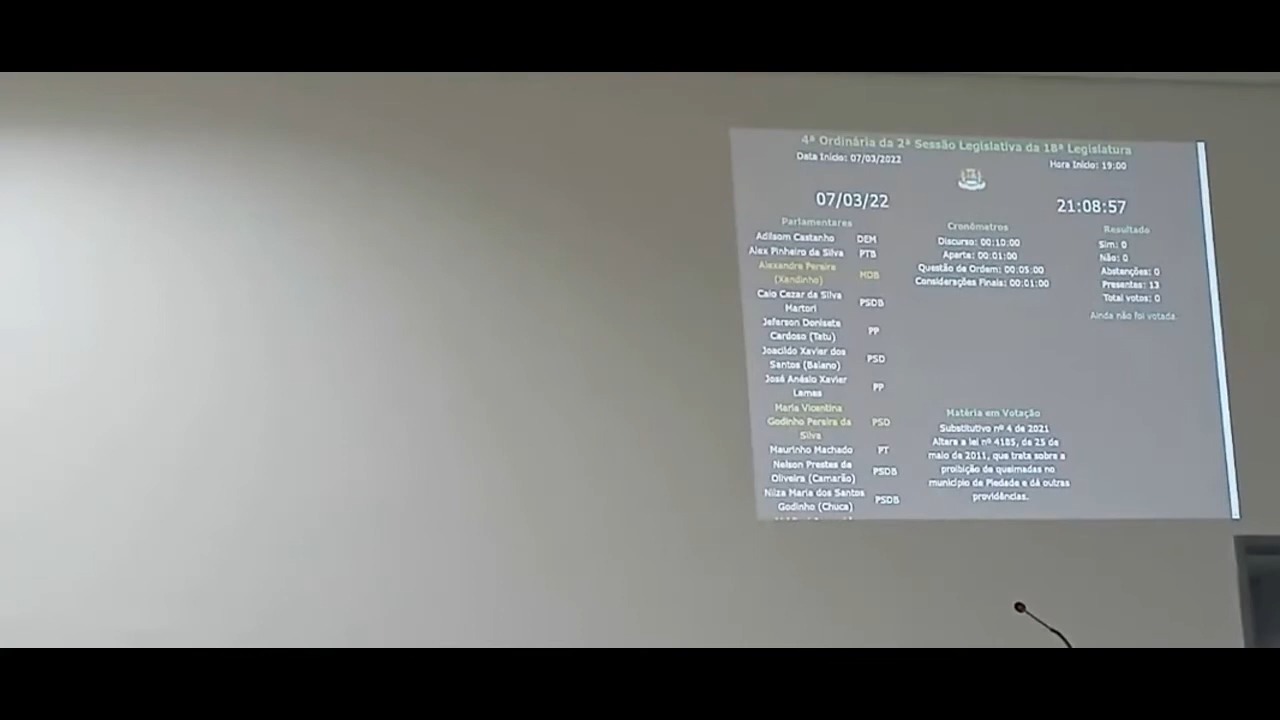 4ª Ordinária da 2ª Sessão Legislativa da 18ª Legislatura
Data Início: 07/03/2022
Hora Início: 19:00
07/03/22
21:08:57
Parlamentares
Adilsom Castanho DEM
Alex Pinheiro da Silva PTB
Alexandre Pereira
(Xandinho) MDB
Caio Cezar da Silva
Martori PSDB
Jeferson Donisete
Cardoso (Tatu) PP
Joacildo Xavier dos
Santos (Baiano) PSD
José Anásio Xavier
Lemes PP
Maria Vicentina
Godinho Pereira da
Silva PSD
Maurinho Machado PT
Nelson Prestes de
Oliveira (Camarão) PSDB
Nilza Maria dos Santos
Godinho (Chuca) PSDB
Cronômetros
Discurso: 00:10:00
Aparte: 00:01:00
Questão de Ordem: 00:05:00
Considerações Finais: 00:01:00
Resultado
Sim: 0
Não: 0
Abstenções: 0
Presentes: 13
Total votos: 0
Ainda não foi votada
Matéria em Votação
Substitutivo nº 4 de 2021
Altera a lei nº 4185, de 25 de
maio de 2011, que trata sobre a
proibição de queimadas no
município de Piedade e dá outras
providências.